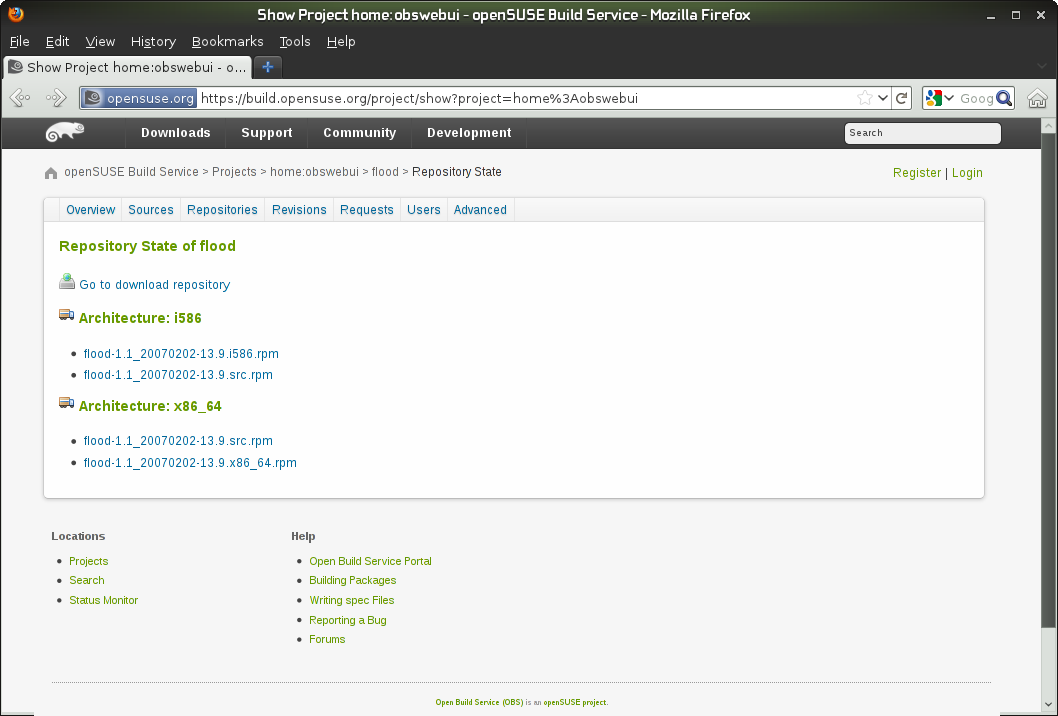 Show Project home:obswebui - openSUSE Build Service - Mozilla Firefox
File Edit View History Bookmarks Tools Help
Show Project home:obswebui - o...
opensuse.org https://build.opensuse.org/project/show?project=home%3Aobswebui Goog
Downloads Support Community Development Search
openSUSE Build Service > Projects > home:obswebui > flood > Repository State Register | Login
Overview Sources Repositories Revisions Requests Users Advanced
Repository State of flood
Go to download repository
Architecture: i586
• flood-1.1_20070202-13.9.i586.rpm
• flood-1.1_20070202-13.9.src.rpm
Architecture: x86_64
• flood-1.1_20070202-13.9.src.rpm
• flood-1.1_20070202-13.9.x86_64.rpm
Locations
• Projects
• Search
• Status Monitor
Help
• Open Build Service Portal
• Building Packages
• Writing spec Files
• Reporting a Bug
• Forums
Open Build Service (OBS) is an openSUSE project.